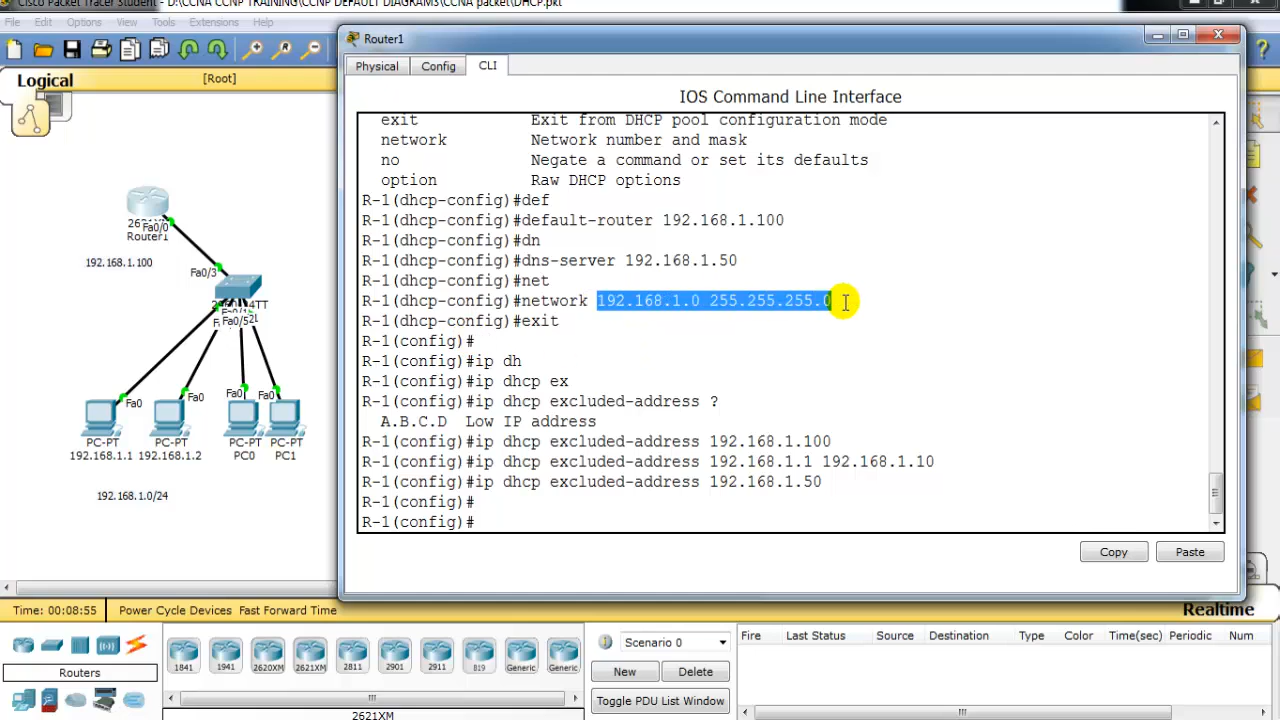 Cisco Packet Tracer Student - D:\CCNA CCNP TRAINING\CCNP DEFAULT DIAGRAMS\CCNA packet\DHCP.pkt
File Edit Options View Tools Extensions Help
Logical
[Root]
Router1
Physical Config CLI
IOS Command Line Interface
exit Exit from DHCP pool configuration mode
network Network number and mask
no Negate a command or set its defaults
option Raw DHCP options
R-1(dhcp-config)#def
R-1(dhcp-config)#default-router 192.168.1.100
R-1(dhcp-config)#dn
R-1(dhcp-config)#dns-server 192.168.1.50
R-1(dhcp-config)#net
R-1(dhcp-config)#network 192.168.1.0 255.255.255.0
R-1(dhcp-config)#exit
R-1(config)#
R-1(config)#ip dh
R-1(config)#ip dhcp ex
R-1(config)#ip dhcp excluded-address ?
A.B.C.D Low IP address
R-1(config)#ip dhcp excluded-address 192.168.1.100
R-1(config)#ip dhcp excluded-address 192.168.1.1 192.168.1.10
R-1(config)#ip dhcp excluded-address 192.168.1.50
R-1(config)#
R-1(config)#
Copy Paste
Fa0/0
Router1
192.168.1.100
Fa0/3
Fa0/5
Fa0 Fa0 Fa0 Fa0
PC-PT PC-PT PC-PT PC-PT
192.168.1.1 192.168.1.2 PC0 PC1
192.168.1.0/24
Time: 00:08:55 Power Cycle Devices Fast Forward Time
Realtime
Routers
1841 1941 2620XM 2621XM 2811 2901 2911 819 Generic Generic
2621XM
Scenario 0
New Delete
Toggle PDU List Window
Fire Last Status Source Destination Type Color Time(sec) Periodic Num